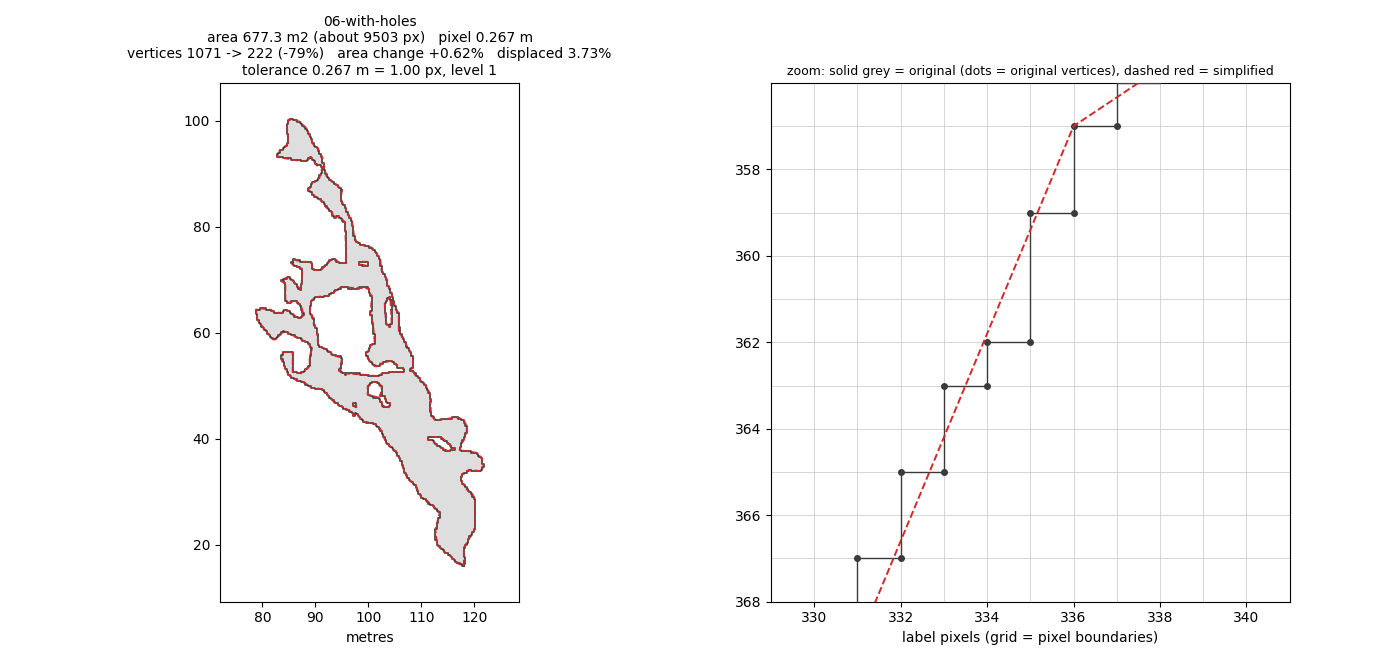 06-with-holes
area 677.3 m2 (about 9503 px)   pixel 0.267 m
vertices 1071 -> 222 (-79%)   area change +0.62%   displaced 3.73%
tolerance 0.267 m = 1.00 px, level 1
100
80
60
40
20
80 100 120
90 110
metres
zoom: solid grey = original (dots = original vertices), dashed red = simplified
358
360
362
364
366
368
330 332 334 336 338 340
label pixels (grid = pixel boundaries)